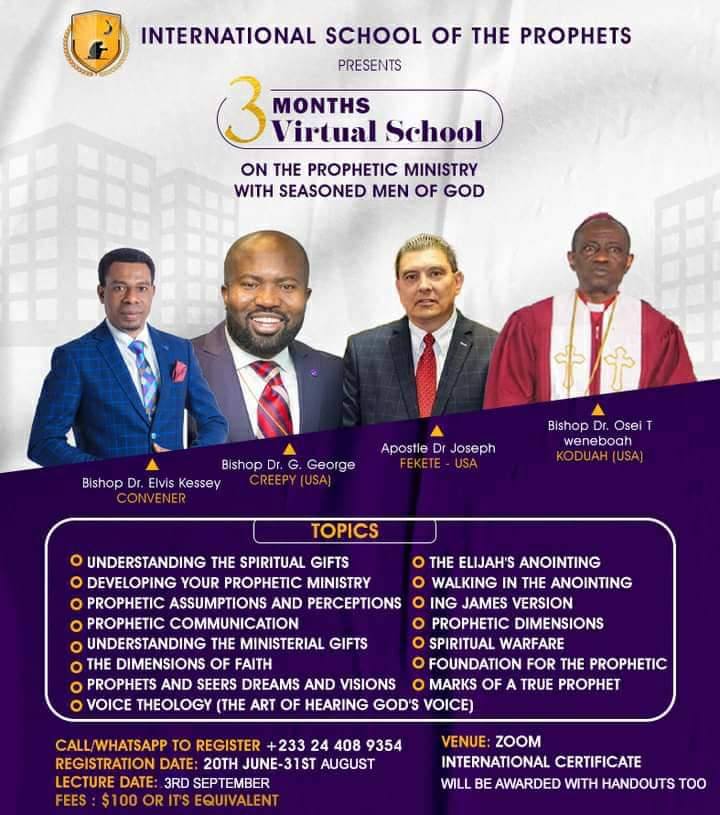 INTERNATIONAL SCHOOL OF THE PROPHETS
PRESENTS
3 MONTHS
Virtual School
ON THE PROPHETIC MINISTRY
WITH SEASONED MEN OF GOD
Bishop Dr. Elvis Kessey
CONVENER
Bishop Dr. G. George
CREEPY (USA)
Apostle Dr Joseph
FEKETE - USA
Bishop Dr. Osei T
weneboah
KODUAH (USA)
TOPICS
UNDERSTANDING THE SPIRITUAL GIFTS
DEVELOPING YOUR PROPHETIC MINISTRY
PROPHETIC ASSUMPTIONS AND PERCEPTIONS
PROPHETIC COMMUNICATION
UNDERSTANDING THE MINISTERIAL GIFTS
THE DIMENSIONS OF FAITH
PROPHETS AND SEERS DREAMS AND VISIONS
VOICE THEOLOGY (THE ART OF HEARING GOD'S VOICE)
THE ELIJAH'S ANOINTING
WALKING IN THE ANOINTING
ING JAMES VERSION
PROPHETIC DIMENSIONS
SPIRITUAL WARFARE
FOUNDATION FOR THE PROPHETIC
MARKS OF A TRUE PROPHET
CALL/WHATSAPP TO REGISTER +233 24 408 9354
REGISTRATION DATE: 20TH JUNE-31ST AUGUST
LECTURE DATE: 3RD SEPTEMBER
FEES : $100 OR IT'S EQUIVALENT
VENUE: ZOOM
INTERNATIONAL CERTIFICATE
WILL BE AWARDED WITH HANDOUTS TOO